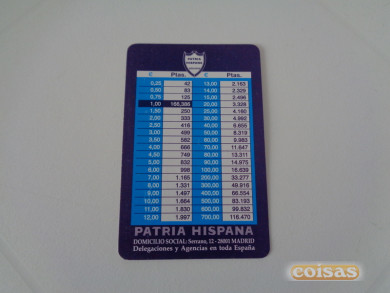 PATRIA HISPANA
€ Ptas. € Ptas.
0,25 42 13,00 2.163
0,50 83 14,00 2.329
0,75 125 15,00 2.496
1,00 166,386 20,00 3.328
1,50 250 25,00 4.160
2,00 333 30,00 4.992
2,50 416 40,00 6.655
3,00 499 50,00 8.319
3,50 582 60,00 9.983
4,00 666 70,00 11.647
4,50 749 80,00 13.311
5,00 832 90,00 14.975
6,00 998 100,00 16.639
7,00 1.165 200,00 33.277
8,00 1.331 300,00 49.916
9,00 1.497 400,00 66.554
10,00 1.664 500,00 83.193
11,00 1.830 600,00 99.832
12,00 1.997 700,00 116.470
PATRIA HISPANA
DOMICILIO SOCIAL: Serrano, 12 - 28001 MADRID
Delegaciones y Agencias en toda España
coisas